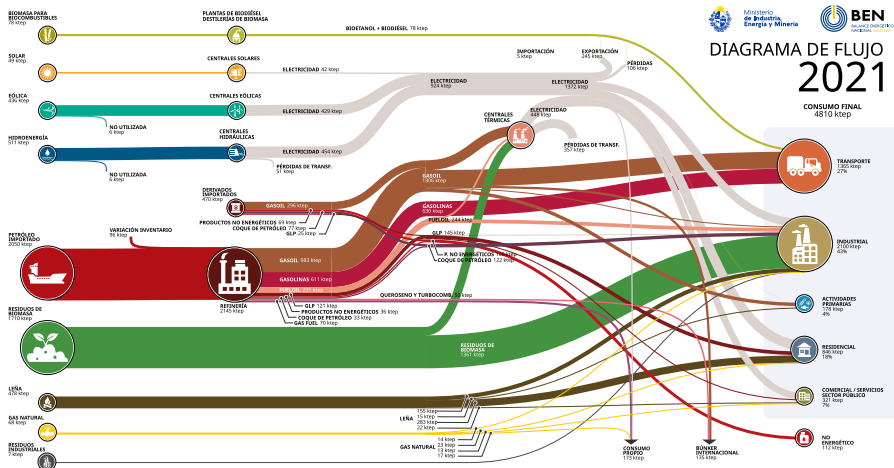 BIOMASA PARA
BIOCOMBUSTIBLES
78 ktep
PLANTAS DE BIODIÉSEL
DESTILERÍAS DE BIOMASA
BIOETANOL + BIODIÉSEL 78 ktep
Ministerio
de Industria,
Energía y Minería
BEN
BALANCE ENERGÉTICO
NACIONAL URUGUAY
DIAGRAMA DE FLUJO
2021
CONSUMO FINAL
4810 ktep
SOLAR
49 ktep
CENTRALES SOLARES
ELECTRICIDAD 42 ktep
IMPORTACIÓN
5 ktep
EXPORTACIÓN
245 ktep
PÉRDIDAS
106 ktep
ELECTRICIDAD
924 ktep
ELECTRICIDAD
1372 ktep
EÓLICA
436 ktep
CENTRALES EÓLICAS
ELECTRICIDAD 429 ktep
NO UTILIZADA
6 ktep
CENTRALES
TÉRMICAS
ELECTRICIDAD
448 ktep
HIDROENERGÍA
511 ktep
CENTRALES
HIDRÁULICAS
ELECTRICIDAD 454 ktep
PÉRDIDAS DE TRANSF.
51 ktep
NO UTILIZADA
6 ktep
PÉRDIDAS DE TRANSF.
357 ktep
TRANSPORTE
1365 ktep
27%
DERIVADOS
IMPORTADOS
470 ktep
GASOIL 296 ktep
PRODUCTOS NO ENERGÉTICOS 69 ktep
COQUE DE PETRÓLEO 77 ktep
GLP 25 ktep
GASOIL
1306 ktep
GASOLINAS
630 ktep
FUELOIL 244 ktep
GLP 145 ktep
P. NO ENERGÉTICOS
COQUE DE PETRÓLEO 122 ktep
PETRÓLEO
IMPORTADO
2050 ktep
VARIACIÓN INVENTARIO
96 ktep
REFINERÍA
2145 ktep
GASOIL 983 ktep
GASOLINAS 611 ktep
FUELOIL
QUEROSENO Y TURBOCOMB.
GLP 121 ktep
PRODUCTOS NO ENERGÉTICOS 36 ktep
COQUE DE PETRÓLEO 33 ktep
GAS FUEL 70 ktep
INDUSTRIAL
2100 ktep
43%
ACTIVIDADES
PRIMARIAS
178 ktep
4%
RESIDUOS DE
BIOMASA
1710 ktep
RESIDUOS DE
BIOMASA
1361 ktep
RESIDENCIAL
846 ktep
18%
LEÑA
478 ktep
LEÑA
155 ktep
15 ktep
283 ktep
22 ktep
COMERCIAL / SERVICIOS
SECTOR PÚBLICO
321 ktep
7%
GAS NATURAL
68 ktep
GAS NATURAL
14 ktep
23 ktep
13 ktep
17 ktep
RESIDUOS
INDUSTRIALES
7 ktep
CONSUMO
PROPIO
173 ktep
BÚNKER
INTERNACIONAL
135 ktep
NO
ENERGÉTICO
112 ktep